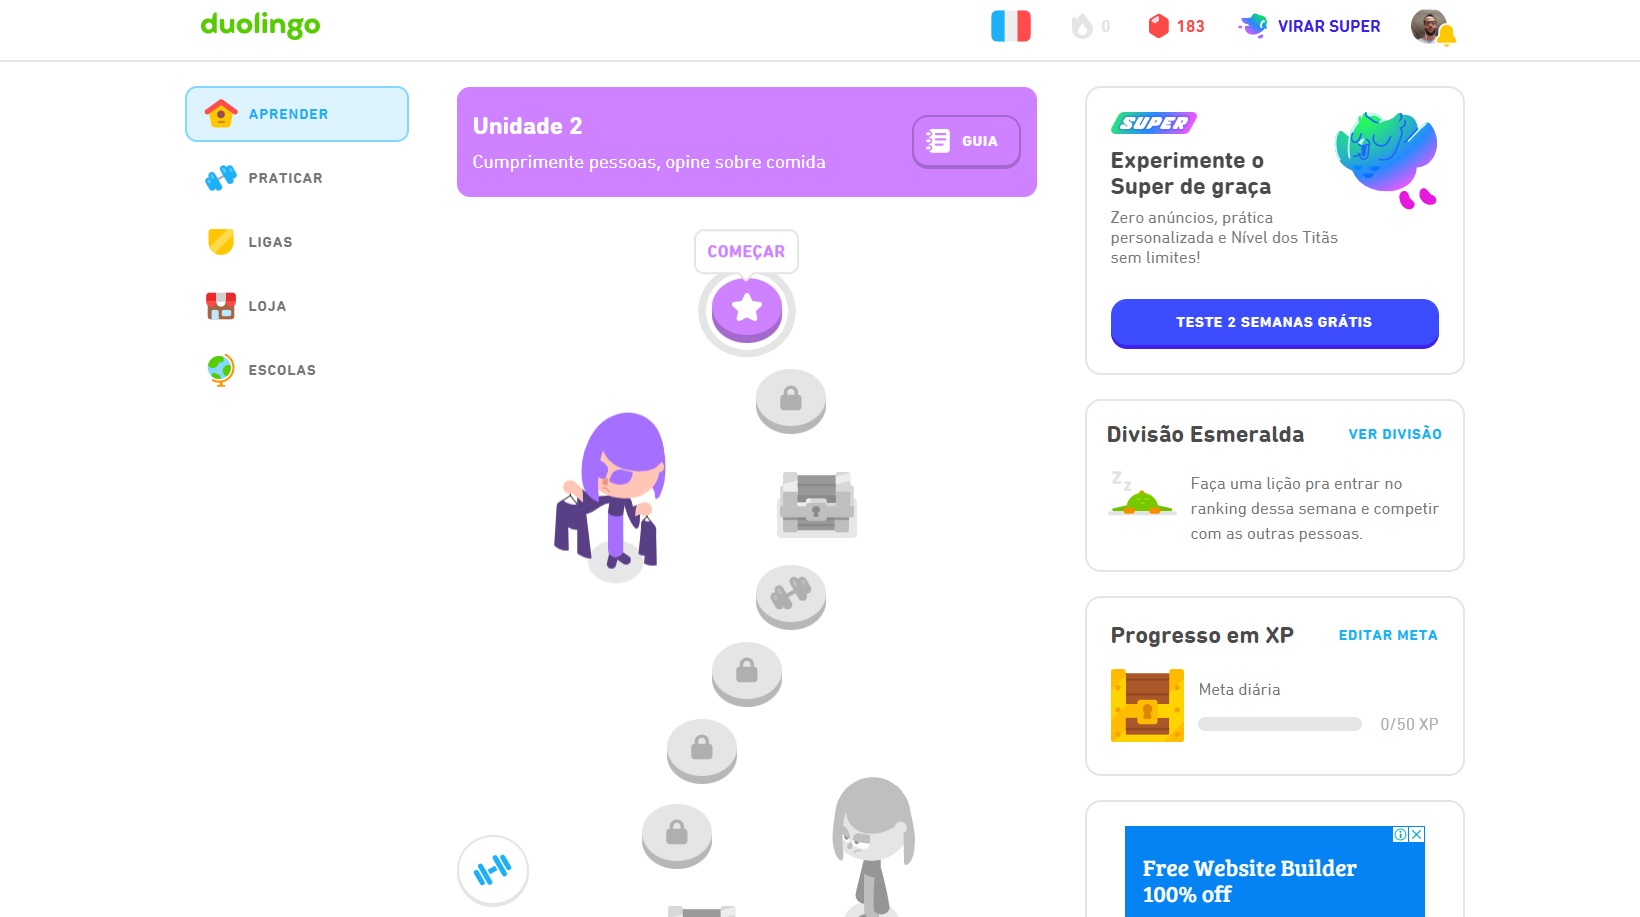 duolingo
0
183
VIRAR SUPER
APRENDER
PRATICAR
LIGAS
LOJA
ESCOLAS
Unidade 2
Cumprimente pessoas, opine sobre comida
GUIA
COMEÇAR
SUPER
Experimente o
Super de graça
Zero anúncios, prática
personalizada e Nível dos Titãs
sem limites!
TESTE 2 SEMANAS GRÁTIS
Divisão Esmeralda
VER DIVISÃO
Z
Z
Faça uma lição pra entrar no
ranking dessa semana e competir
com as outras pessoas.
Progresso em XP
EDITAR META
Meta diária
0/50 XP
Free Website Builder
100% off